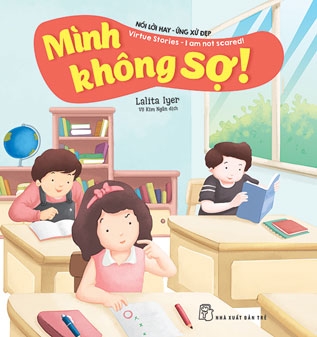 NÓI LỜI HAY - ỨNG XỬ ĐẸP
Virtue Stories - I am not scared!
Mình
không sợ!
Lalita Iyer
Võ Kim Ngân dịch
NHÀ XUẤT BẢN TRẺ